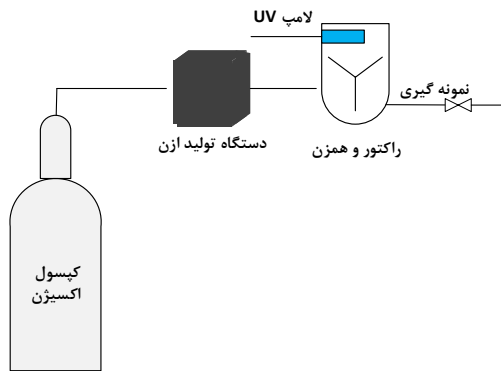 لامپ UV
نمونه گیری
راکتور و همزن
دستگاه تولید ازن
کپسول
اکسیژن